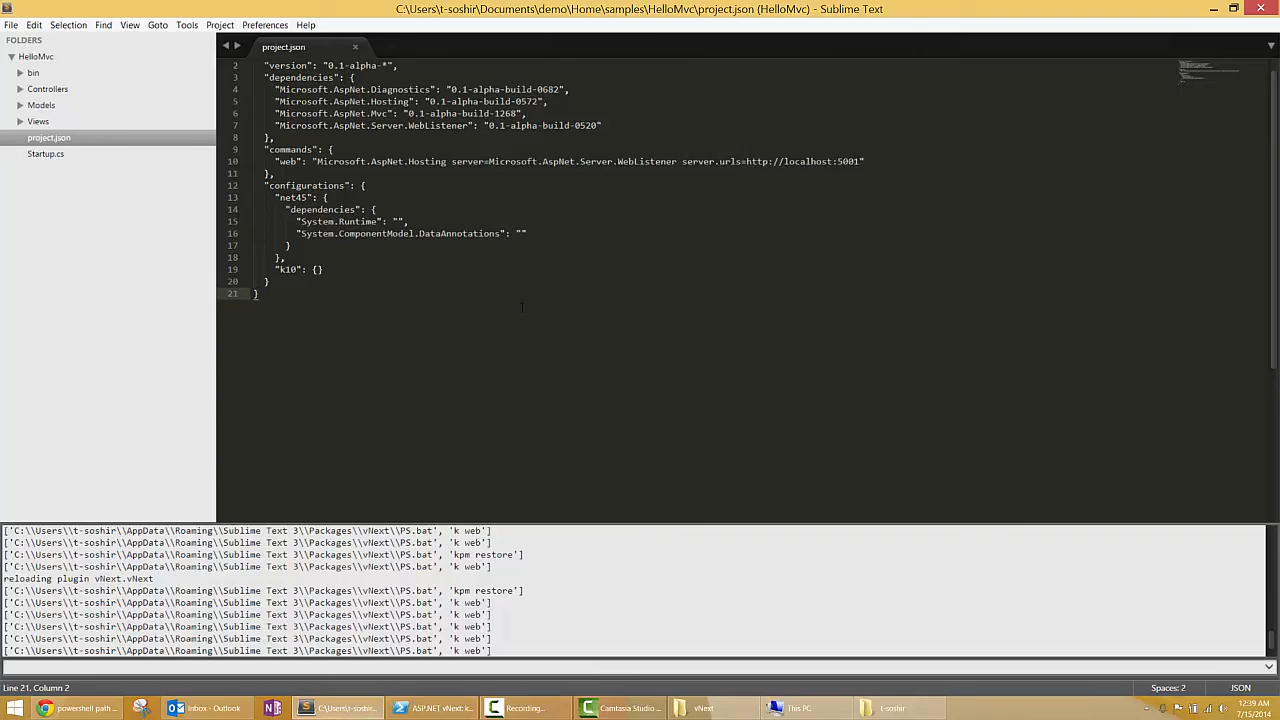 C:\Users\t-soshir\Documents\demo\Home\samples\HelloMvc\project.json (HelloMvc) - Sublime Text
File Edit Selection Find View Goto Tools Project Preferences Help
FOLDERS
HelloMvc
bin
Controllers
Models
Views
project.json
Startup.cs
project.json
2 "version": "0.1-alpha-*",
3 "dependencies": {
4 "Microsoft.AspNet.Diagnostics": "0.1-alpha-build-0682",
5 "Microsoft.AspNet.Hosting": "0.1-alpha-build-0572",
6 "Microsoft.AspNet.Mvc": "0.1-alpha-build-1268",
7 "Microsoft.AspNet.Server.WebListener": "0.1-alpha-build-0520"
8 },
9 "commands": {
10 "web": "Microsoft.AspNet.Hosting server=Microsoft.AspNet.Server.WebListener server.urls=http://localhost:5001"
11 },
12 "configurations": {
13 "net45": {
14 "dependencies": {
15 "System.Runtime": "",
16 "System.ComponentModel.DataAnnotations": ""
17 }
18 },
19 "k10": {}
20 }
21 }
['C:\\Users\\t-soshir\\AppData\\Roaming\\Sublime Text 3\\Packages\\vNext\\PS.bat', 'k web']
['C:\\Users\\t-soshir\\AppData\\Roaming\\Sublime Text 3\\Packages\\vNext\\PS.bat', 'k web']
['C:\\Users\\t-soshir\\AppData\\Roaming\\Sublime Text 3\\Packages\\vNext\\PS.bat', 'kpm restore']
['C:\\Users\\t-soshir\\AppData\\Roaming\\Sublime Text 3\\Packages\\vNext\\PS.bat', 'k web']
reloading plugin vNext.vNext
['C:\\Users\\t-soshir\\AppData\\Roaming\\Sublime Text 3\\Packages\\vNext\\PS.bat', 'kpm restore']
['C:\\Users\\t-soshir\\AppData\\Roaming\\Sublime Text 3\\Packages\\vNext\\PS.bat', 'k web']
['C:\\Users\\t-soshir\\AppData\\Roaming\\Sublime Text 3\\Packages\\vNext\\PS.bat', 'k web']
['C:\\Users\\t-soshir\\AppData\\Roaming\\Sublime Text 3\\Packages\\vNext\\PS.bat', 'k web']
['C:\\Users\\t-soshir\\AppData\\Roaming\\Sublime Text 3\\Packages\\vNext\\PS.bat', 'k web']
['C:\\Users\\t-soshir\\AppData\\Roaming\\Sublime Text 3\\Packages\\vNext\\PS.bat', 'k web']
Line 21, Column 2 Spaces: 2 JSON
powershell path ... Inbox - Outlook C:\Users\t-soshir... ASP.NET vNext: k... Recording... Camtasia Studio ... vNext This PC t-soshir
12:39 AM
7/15/2014